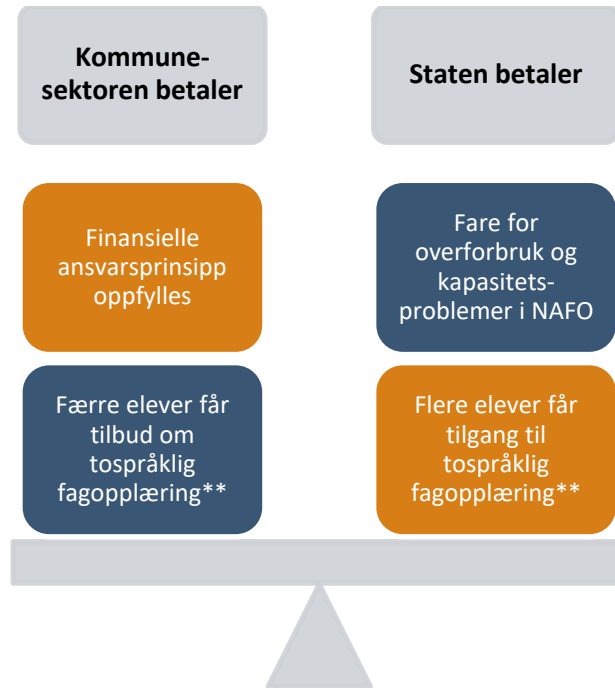 Kommune-
sektoren betaler
Staten betaler
Finansielle
ansvarsprinsipp
oppfylles
Fare for
overforbruk og
kapasitets-
problemer i NAFO
Færre elever får
tilbud om
tospråklig
fagopplæring**
Flere elever får
tilgang til
tospråklig
fagopplæring**